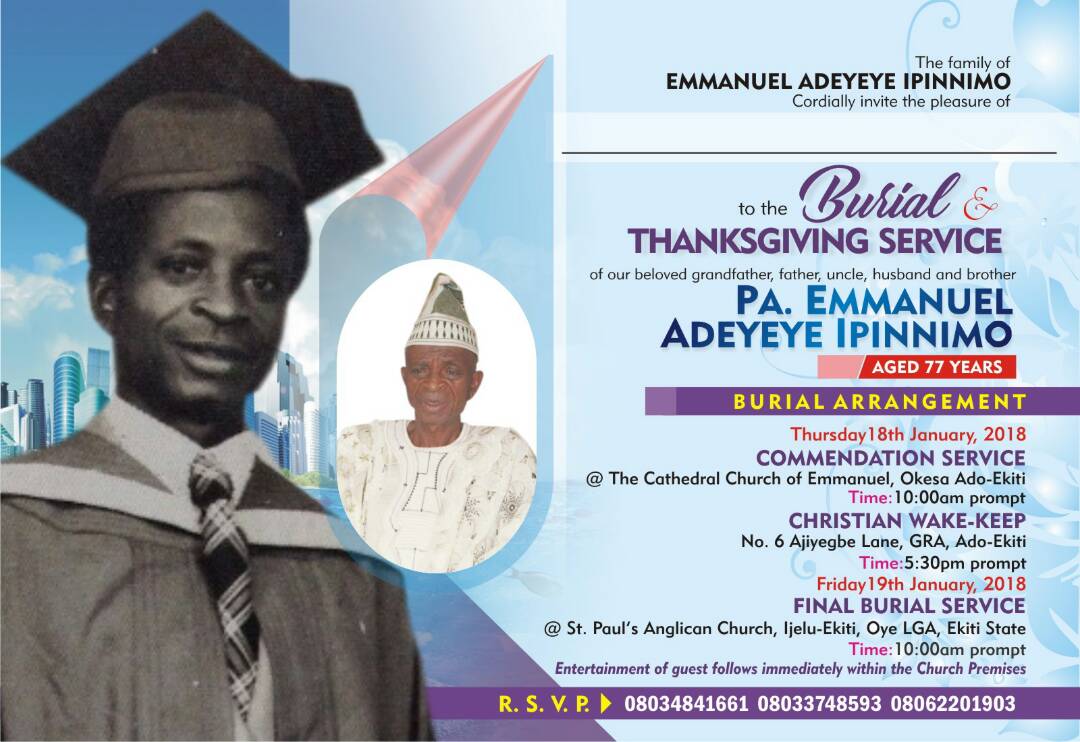 The family of
EMMANUEL ADEYEYE IPINNIMO
Cordially invite the pleasure of
to the Burial &
THANKSGIVING SERVICE
of our beloved grandfather, father, uncle, husband and brother
PA. EMMANUEL
ADEYEYE IPINNIMO
AGED 77 YEARS
BURIAL ARRANGEMENT
Thursday18th January, 2018
COMMENDATION SERVICE
@ The Cathedral Church of Emmanuel, Okesa Ado-Ekiti
Time:10:00am prompt
CHRISTIAN WAKE-KEEP
No. 6 Ajiyegbe Lane, GRA, Ado-Ekiti
Time:5:30pm prompt
Friday19th January, 2018
FINAL BURIAL SERVICE
@ St. Paul's Anglican Church, Ijelu-Ekiti, Oye LGA, Ekiti State
Time:10:00am prompt
Entertainment of guest follows immediately within the Church Premises
R. S. V. P. 08034841661 08033748593 08062201903